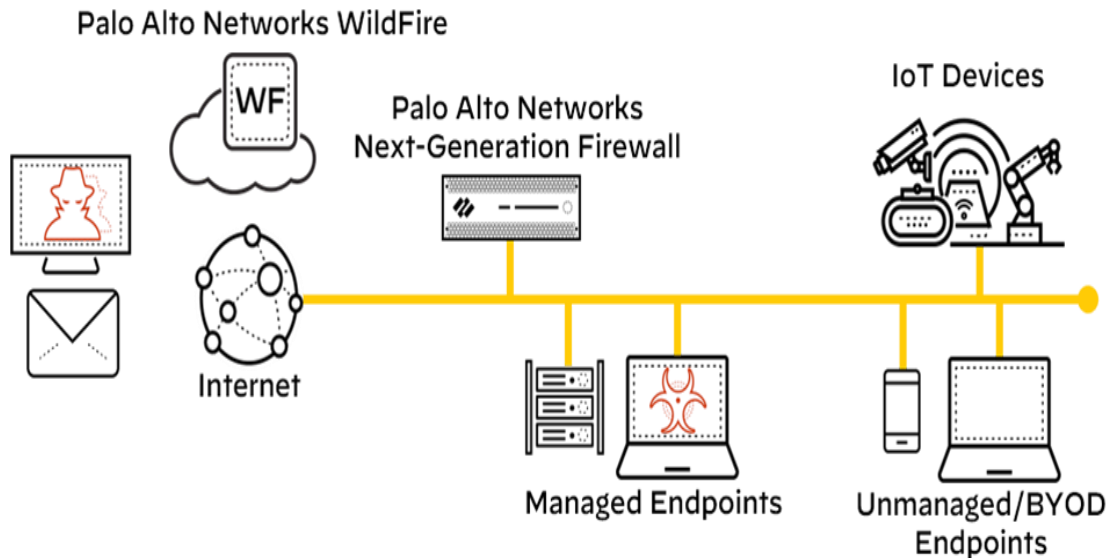 Palo Alto Networks WildFire
WF
Palo Alto Networks
Next-Generation Firewall
IoT Devices
Internet
Managed Endpoints
Unmanaged/BYOD
Endpoints